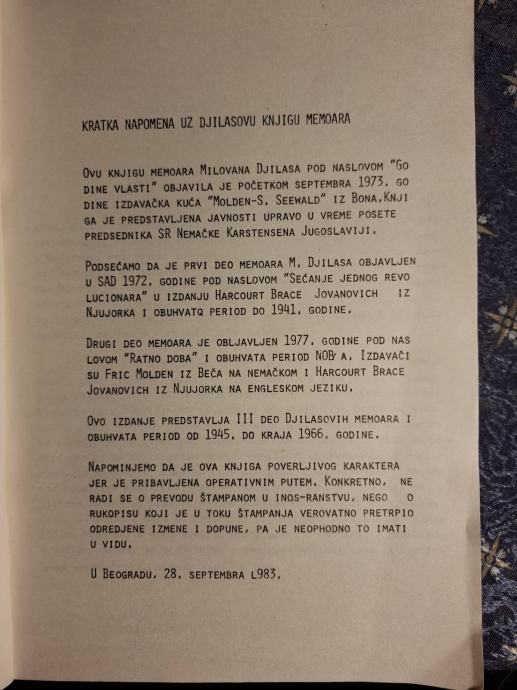 KRATKA NAPOMENA UZ DJILASOVU KNJIGU MEMOARA
OVU KNJIGU MEMOARA MILOVANA DJILASA POD NASLOVOM "GO
DINE VLASTI" OBJAVILA JE POČETKOM SEPTEMBRA 1973. GO
DINE IZDAVAČKA KUĆA "MOLDEN-S. SEEWALD" IZ BONA.KNJI
GA JE PREDSTAVLJENA JAVNOSTI UPRAVO U VREME POSETE
PREDSEDNIKA SR NEMAČKE KARSTENSENA JUGOSLAVIJI.
PODSEĆAMO DA JE PRVI DEO MEMOARA M. DJILASA OBJAVLJEN
U SAD 1972. GODINE POD NASLOVOM "SEĆANJE JEDNOG REVO
LUCIONARA" U IZDANJU HARCOURT BRACE JOVANOVICH IZ
NJUJORKA I OBUHVATA PERIOD DO 1941. GODINE.
DRUGI DEO MEMOARA JE OBLJAVLJEN 1977. GODINE POD NAS
LOVOM "RATNO DOBA" I OBUHVATA PERIOD NOB'A. IZDAVAČI
SU FRIC MOLDEN IZ BEČA NA NEMAČKOM I HARCOURT BRACE
JOVANOVICH IZ NJUJORKA NA ENGLESKOM JEZIKU.
OVO IZDANJE PREDSTAVLJA III DEO DJILASOVIH MEMOARA I
OBUHVATA PERIOD OD 1945. DO KRAJA 1966. GODINE.
NAPOMINJEMO DA JE OVA KNJIGA POVERLJIVOG KARAKTERA
JER JE PRIBAVLJENA OPERATIVNIM PUTEM. KONKRETNO, NE
RADI SE O PREVODU ŠTAMPANOM U INOS-RANSTVU, NEGO O
RUKOPISU KOJI JE U TOKU ŠTAMPANJA VEROVATNO PRETRPIO
ODREDJENE IZMENE I DOPUNE, PA JE NEOPHODNO TO IMATI
U VIDU.
U BEOGRADU, 28. SEPTEMBRA L983.